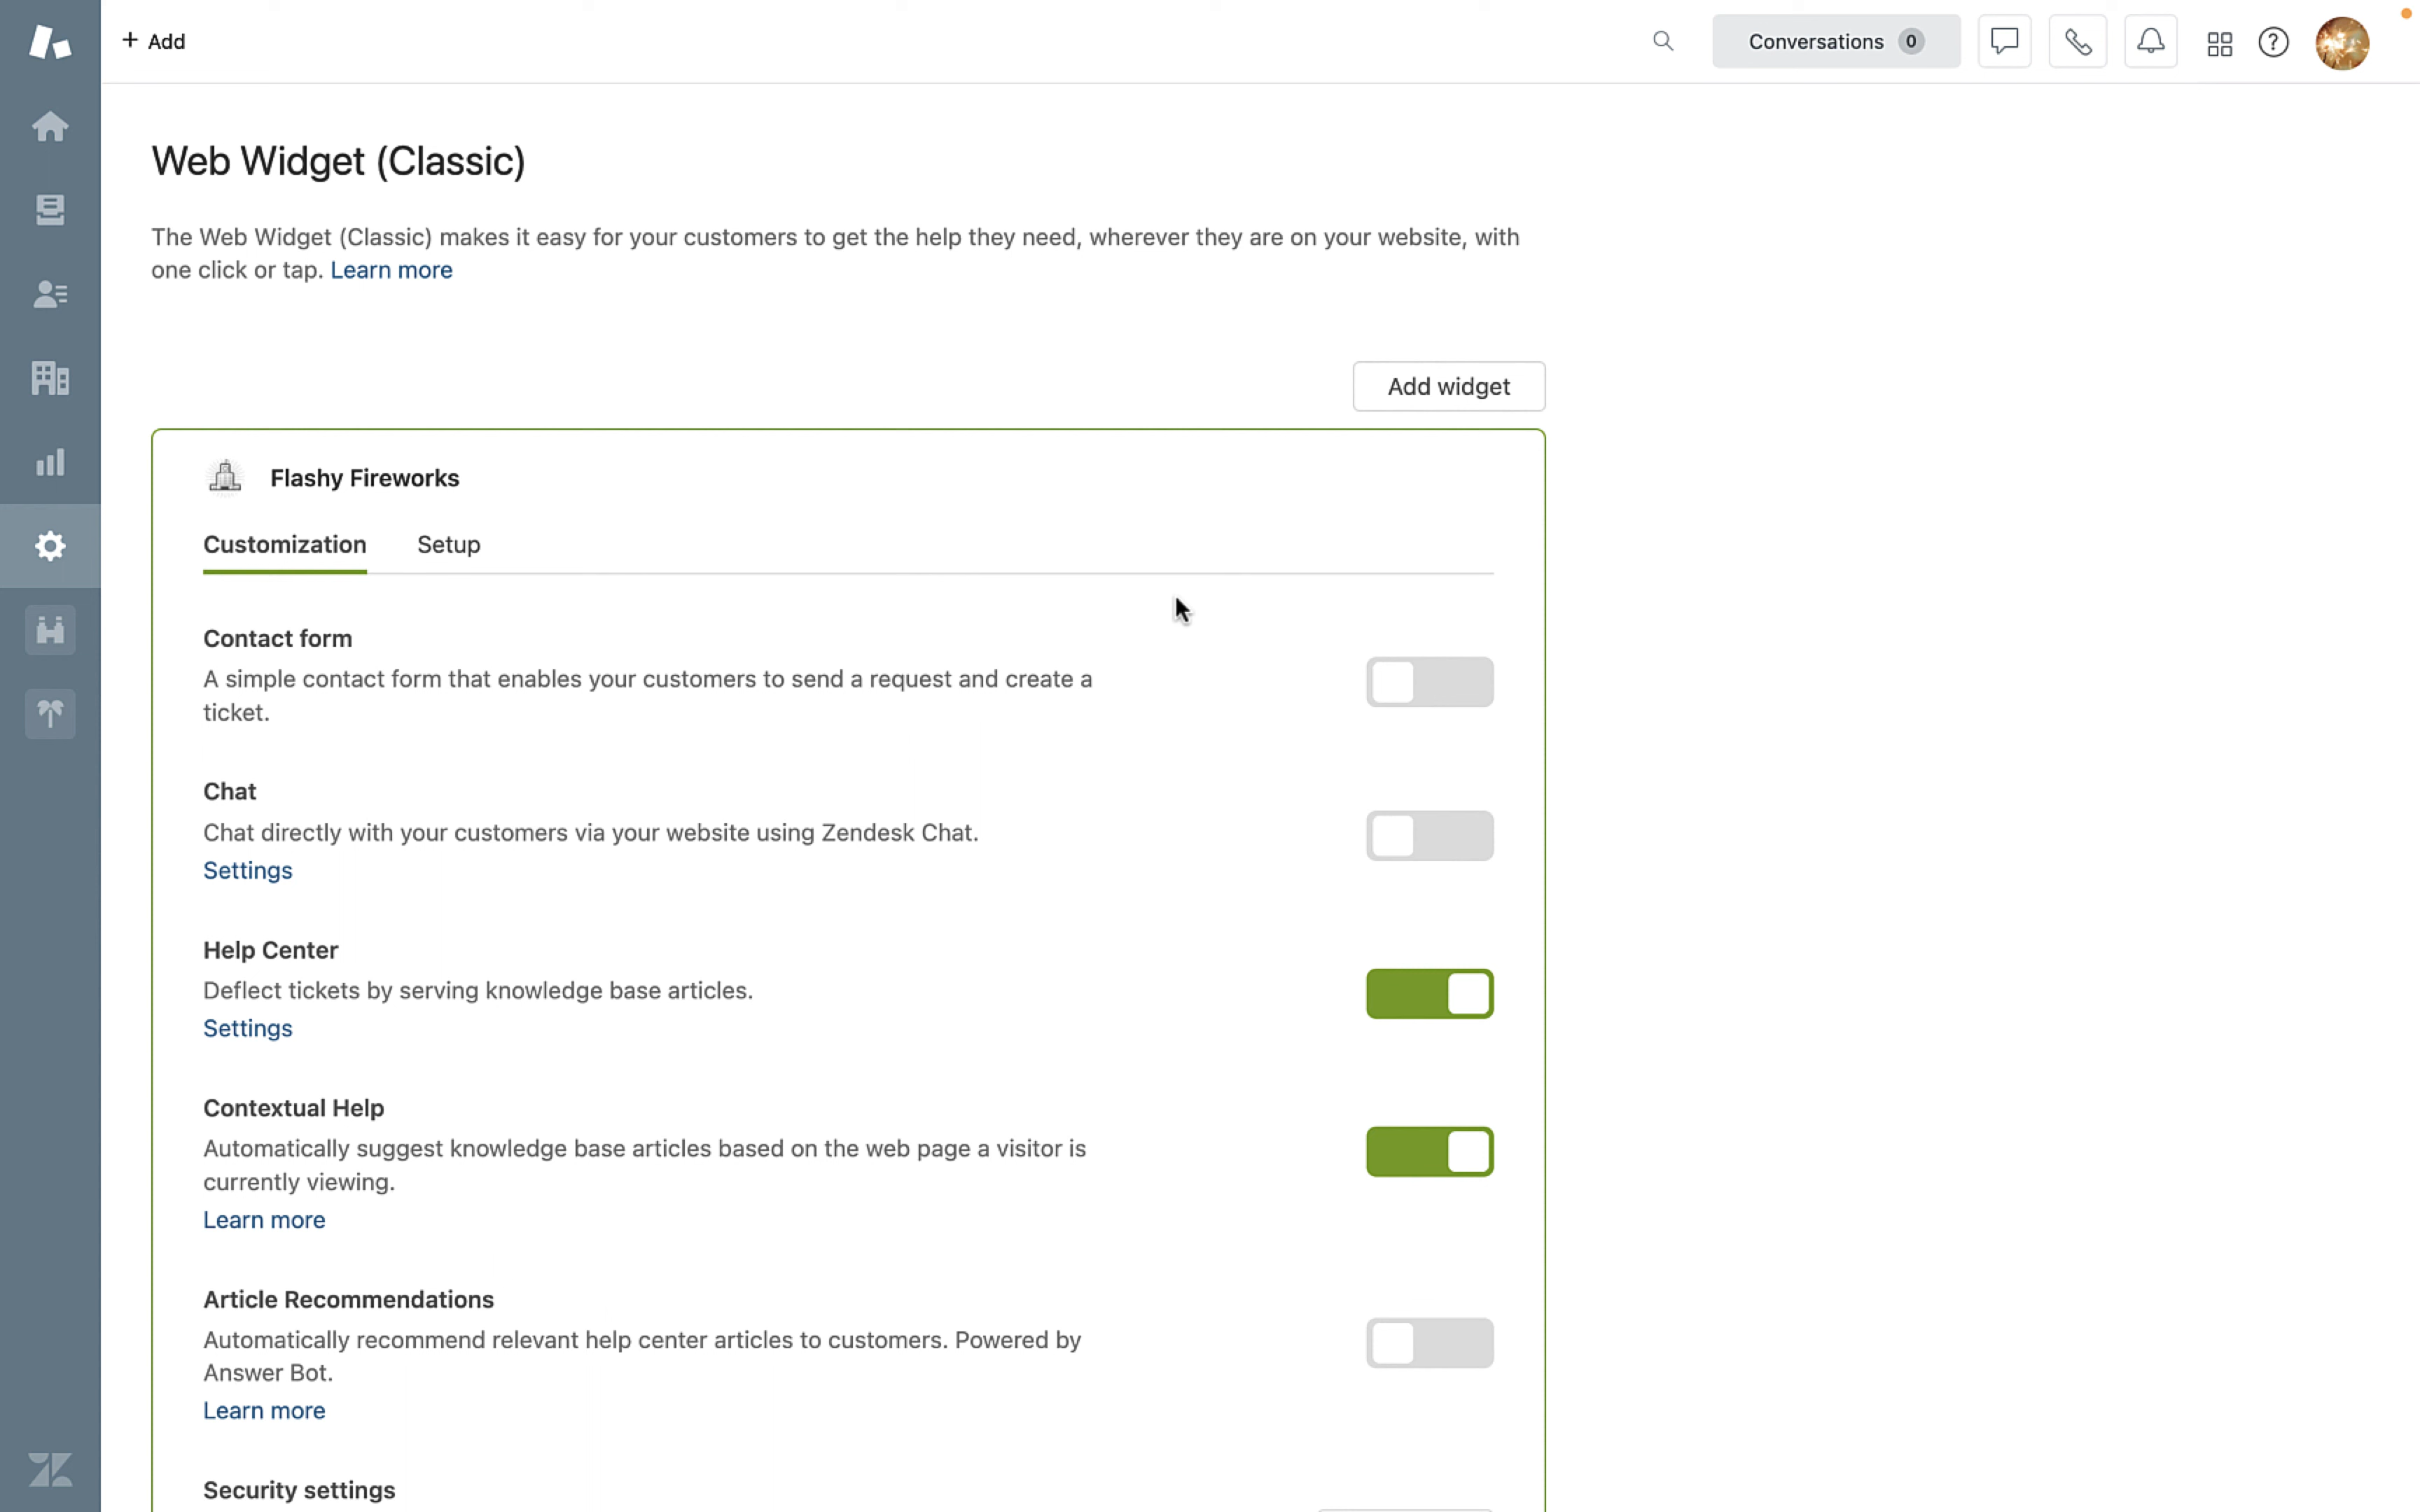 + Add
Conversations 0
Web Widget (Classic)
The Web Widget (Classic) makes it easy for your customers to get the help they need, wherever they are on your website, with
one click or tap. Learn more
Add widget
Flashy Fireworks
Customization Setup
Contact form
A simple contact form that enables your customers to send a request and create a
ticket.
Chat
Chat directly with your customers via your website using Zendesk Chat.
Settings
Help Center
Deflect tickets by serving knowledge base articles.
Settings
Contextual Help
Automatically suggest knowledge base articles based on the web page a visitor is
currently viewing.
Learn more
Article Recommendations
Automatically recommend relevant help center articles to customers. Powered by
Answer Bot.
Learn more
Security settings